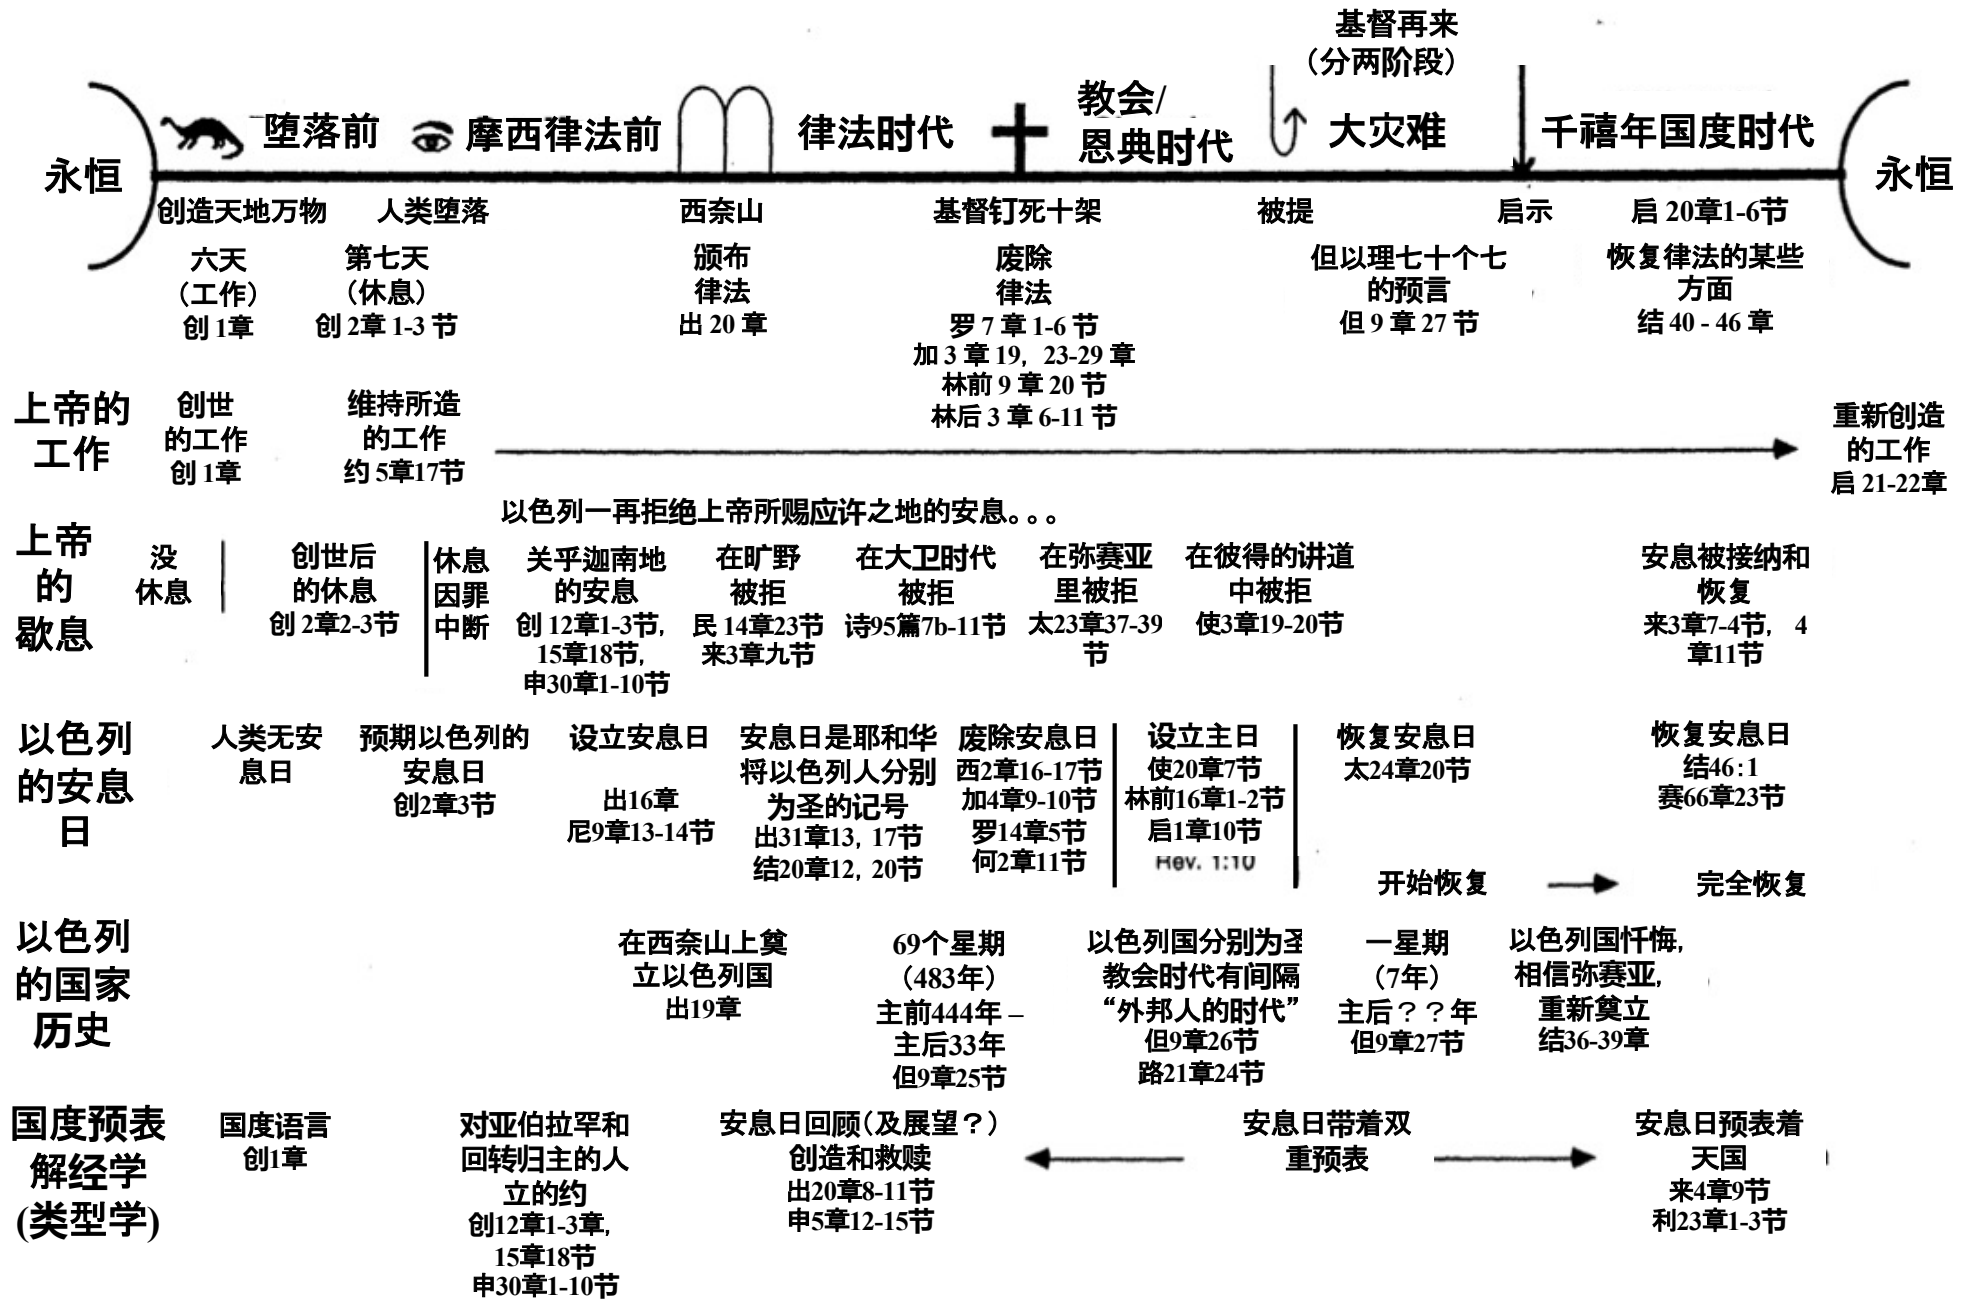 基督再来
（分两阶段）
永恒
堕落前
摩西律法前
律法时代
教会/
恩典时代
大灾难
千禧年国度时代
永恒
创造天地万物
人类堕落
西奈山
基督钉死十架
被提
启示
启 20章1-6节
六天
（工作）
创 1章
第七天
（休息）
创 2章 1-3 节
颁布
律法
出 20 章
废除
律法
罗 7 章 1-6 节
加 3 章 19，23-29 章
林前 9 章 20 节
林后 3 章 6-11 节
但以理七十个七
的预言
但 9 章 27 节
恢复律法的某些
方面
结 40 - 46 章
上帝的
工作
创世
的工作
创 1章
维持所造
的工作
约 5章17节
重新创造
的工作
启 21-22章
以色列一再拒绝上帝所赐应许之地的安息。。。
上帝
的
歇息
没
休息
创世后
的休息
创 2章2-3节
休息
因罪
中断
关乎迦南地
的安息
创 12章1-3节，
15章18节，
申30章1-10节
在旷野
被拒
民 14章23节
来3章九节
在大卫时代
被拒
诗95篇7b-11节
在弥赛亚
里被拒
太23章37-39
节
在彼得的讲道
中被拒
使3章19-20节
安息被接纳和
恢复
来3章7-4节， 4
章11节
以色列
的安息
日
人类无安
息日
预期以色列的
安息日
创2章3节
设立安息日
出16章
尼9章13-14节
安息日是耶和华
将以色列人分别
为圣的记号
出31章13，17节
结20章12，20节
废除安息日
西2章16-17节
加4章9-10节
罗14章5节
何2章11节
设立主日
使20章7节
林前16章1-2节
启1章10节
Rev. 1:10
恢复安息日
太24章20节
恢复安息日
结46：1
赛66章23节
开始恢复
完全恢复
以色列
的国家
历史
在西奈山上奠
立以色列国
出19章
69个星期
（483年）
主前444年 –
主后33年
但9章25节
以色列国分别为圣
教会时代有间隔
“外邦人的时代”
但9章26节
路21章24节
一星期
（7年）
主后？？年
但9章27节
以色列国忏悔，
相信弥赛亚，
重新奠立
结36-39章
国度预表
解经学
(类型学)
国度语言
创1章
对亚伯拉罕和
回转归主的人
立的约
创12章1-3章，
15章18节
申30章1-10节
安息日回顾（及展望？）
创造和救赎
出20章8-11节
申5章12-15节
安息日带着双
重预表
安息日预表着
天国
来4章9节
利23章1-3节